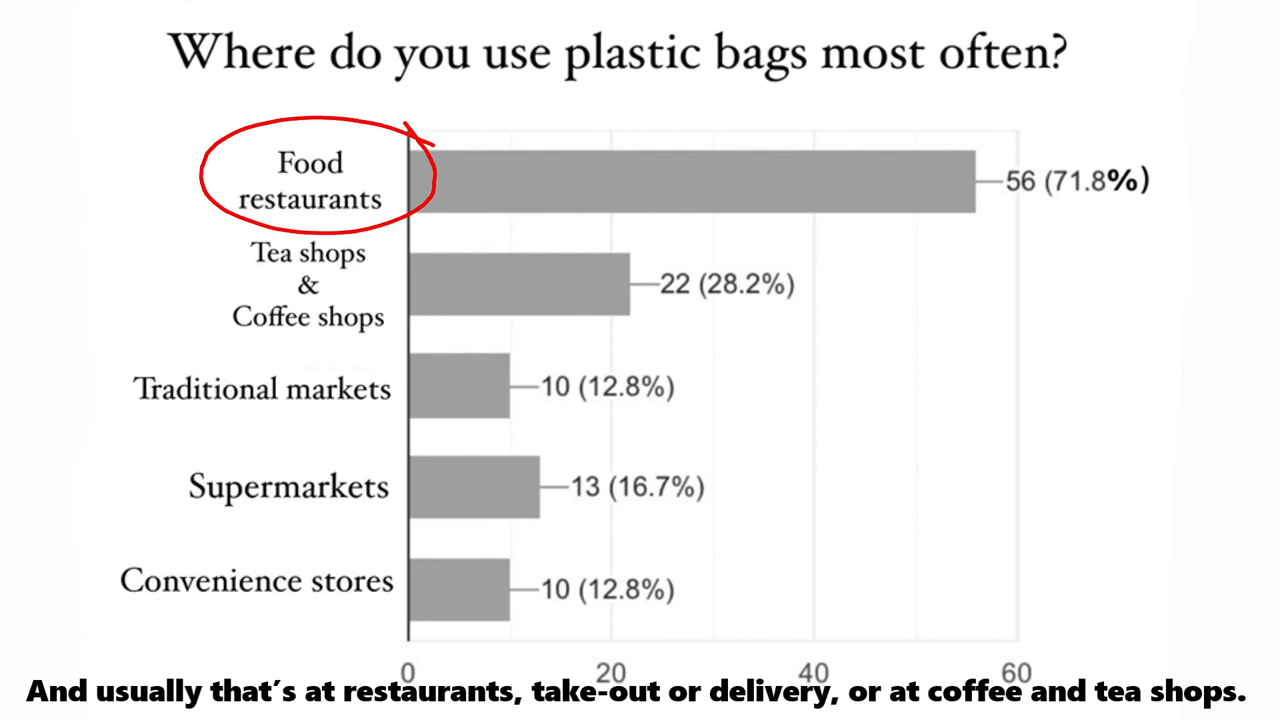 Where do you use plastic bags most often?
Food
restaurants
56 (71.8%)
Tea shops
&
Coffee shops
22 (28.2%)
Traditional markets
10 (12.8%)
Supermarkets
13 (16.7%)
Convenience stores
10 (12.8%)
0 20 40 60
And usually that's at restaurants, take-out or delivery, or at coffee and tea shops.